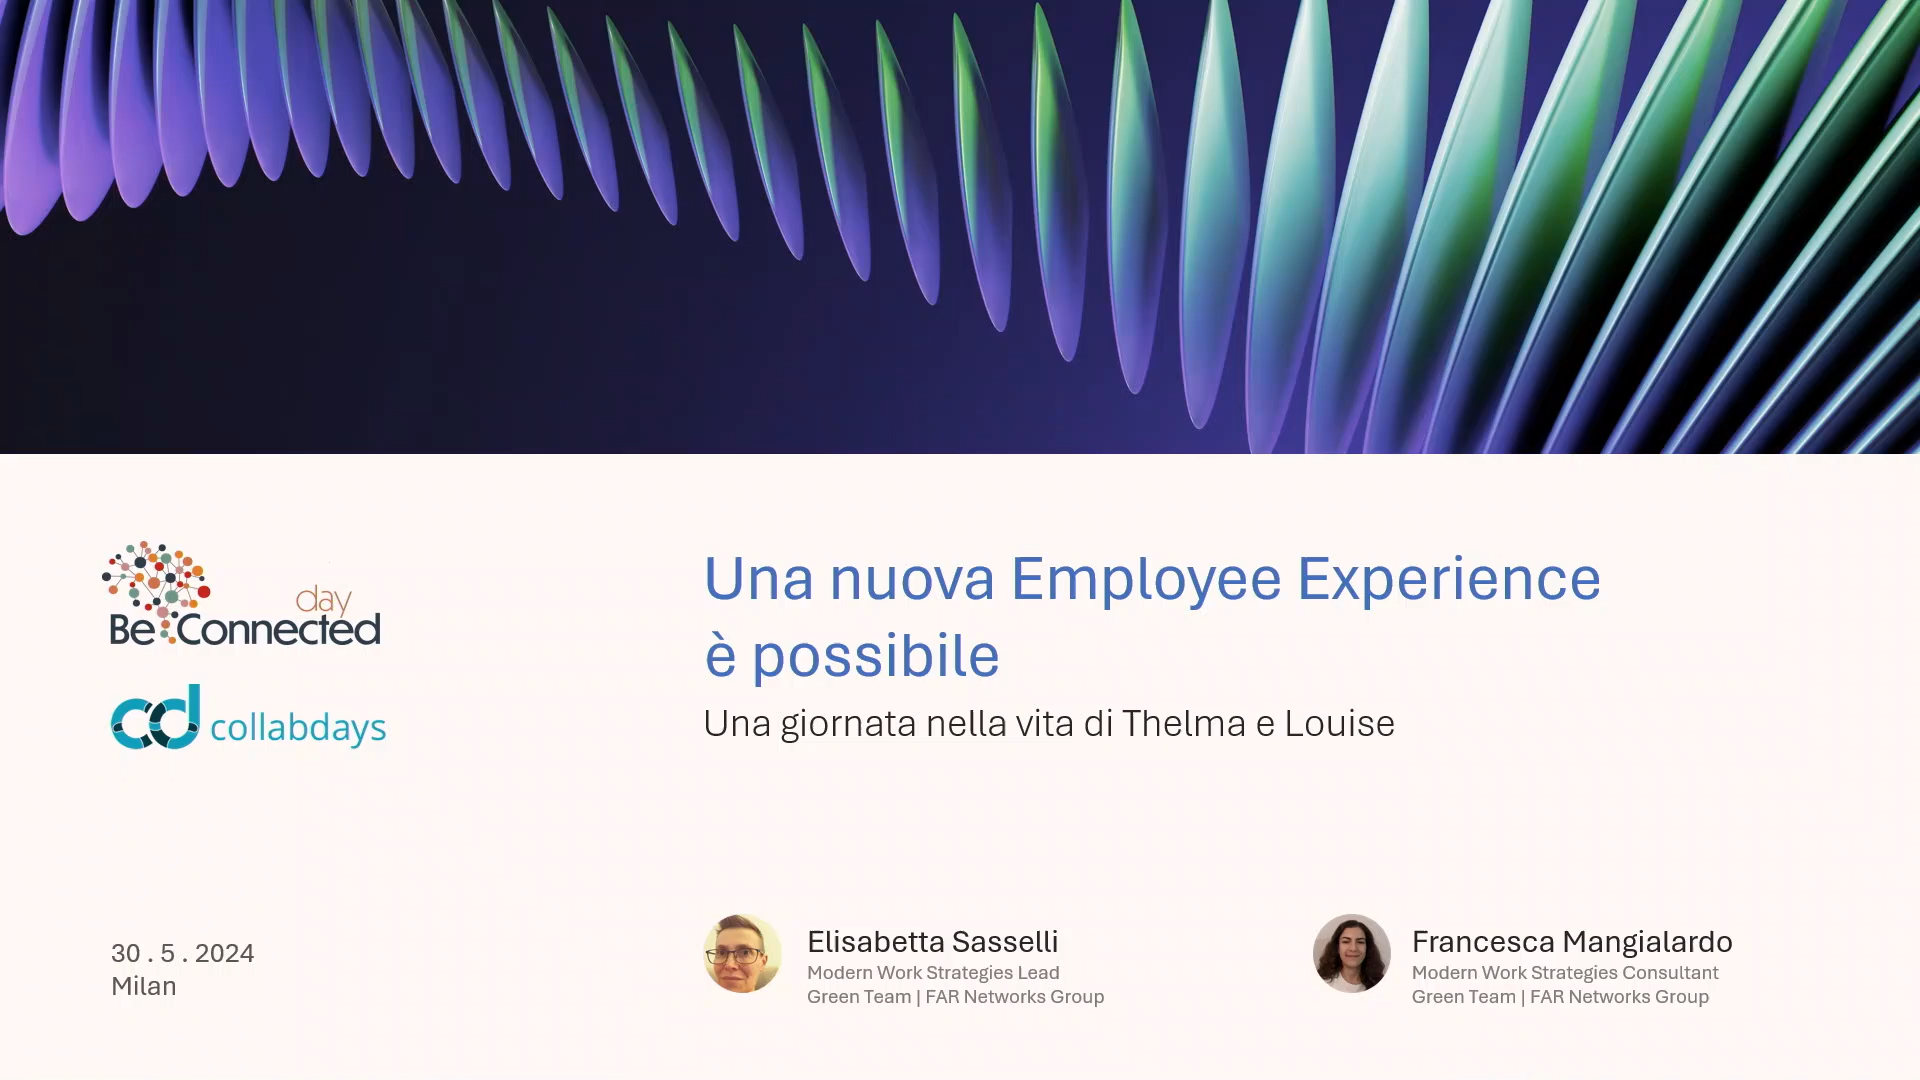 Be Connected day
collabdays
Una nuova Employee Experience
è possibile
Una giornata nella vita di Thelma e Louise
30 . 5 . 2024
Milan
Elisabetta Sasselli
Modern Work Strategies Lead
Green Team | FAR Networks Group
Francesca Mangialardo
Modern Work Strategies Consultant
Green Team | FAR Networks Group